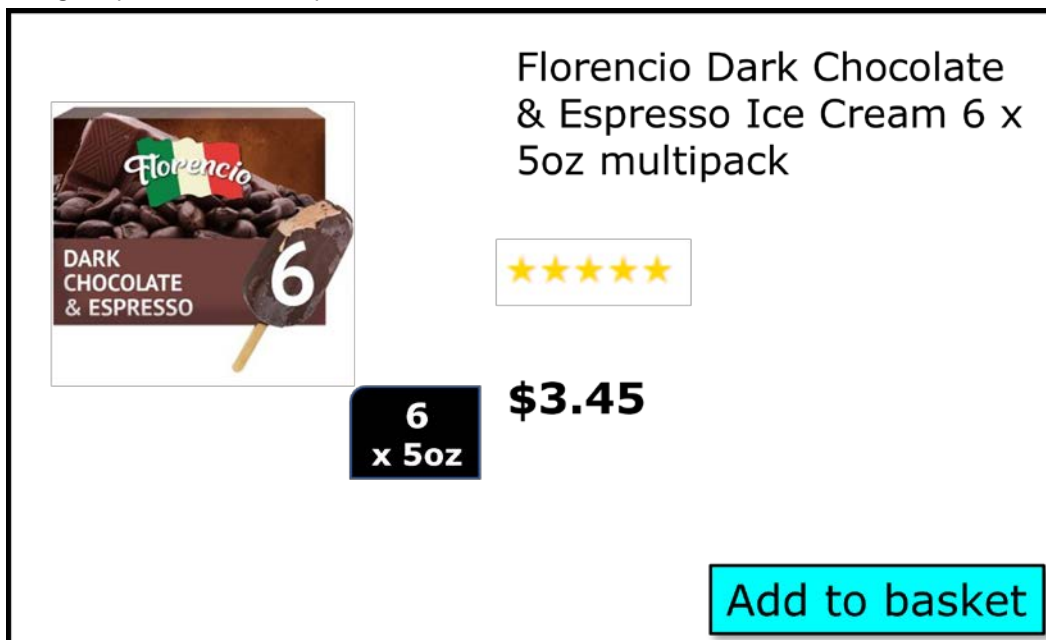 Florencio Dark Chocolate
& Espresso Ice Cream 6 x
5oz multipack
Florencio
DARK
CHOCOLATE
& ESPRESSO
6
6
x 5oz
$3.45
Add to basket